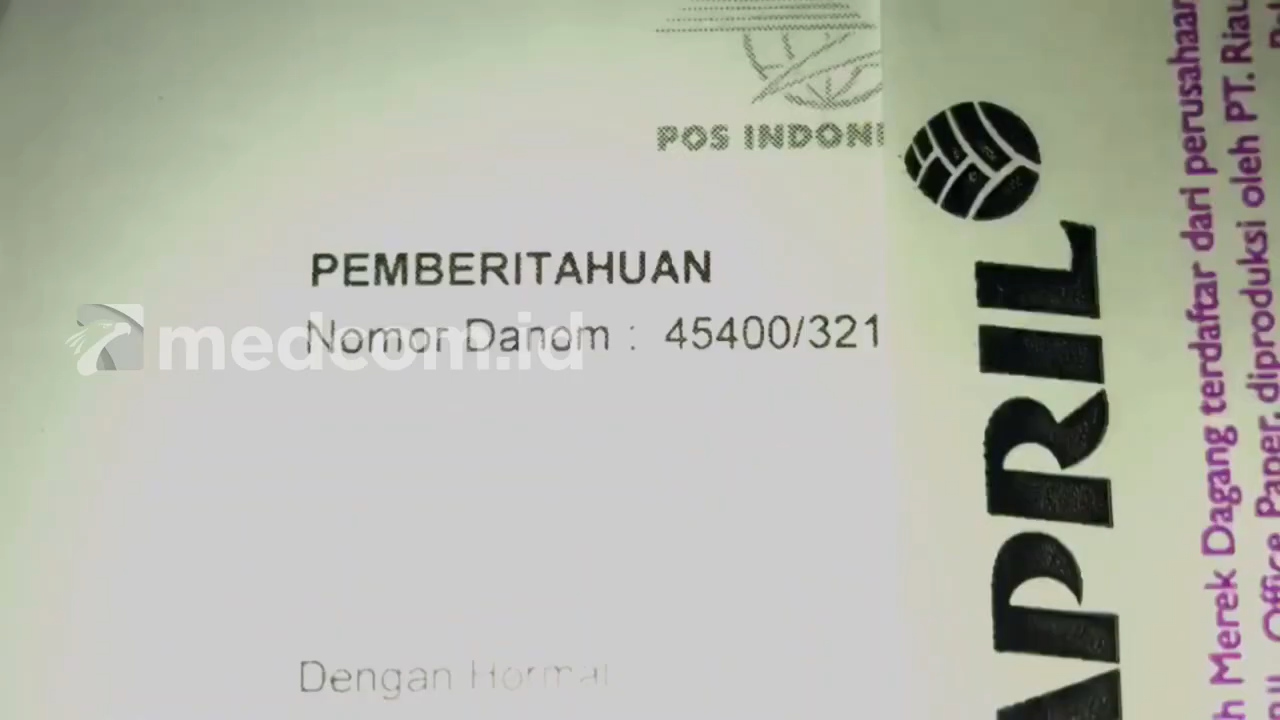 POS INDONE
PEMBERITAHUAN
Nomor Danom : 45400/321
medcom.id
Dengan Hormat
APRIL
h Merek Dagang terdaftar dari perusahaan
Office Paper, diproduksi oleh PT. Riau